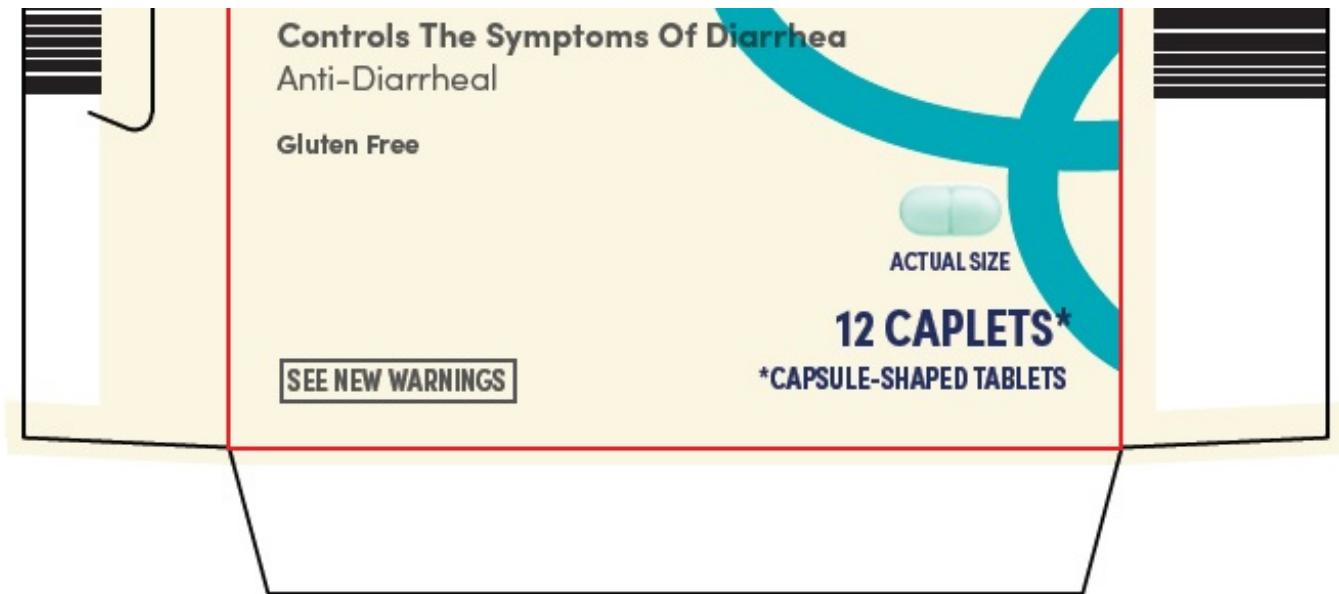 Controls The Symptoms Of Diarrhea
Anti-Diarrheal
Gluten Free
ACTUAL SIZE
12 CAPLETS*
SEE NEW WARNINGS
*CAPSULE-SHAPED TABLETS